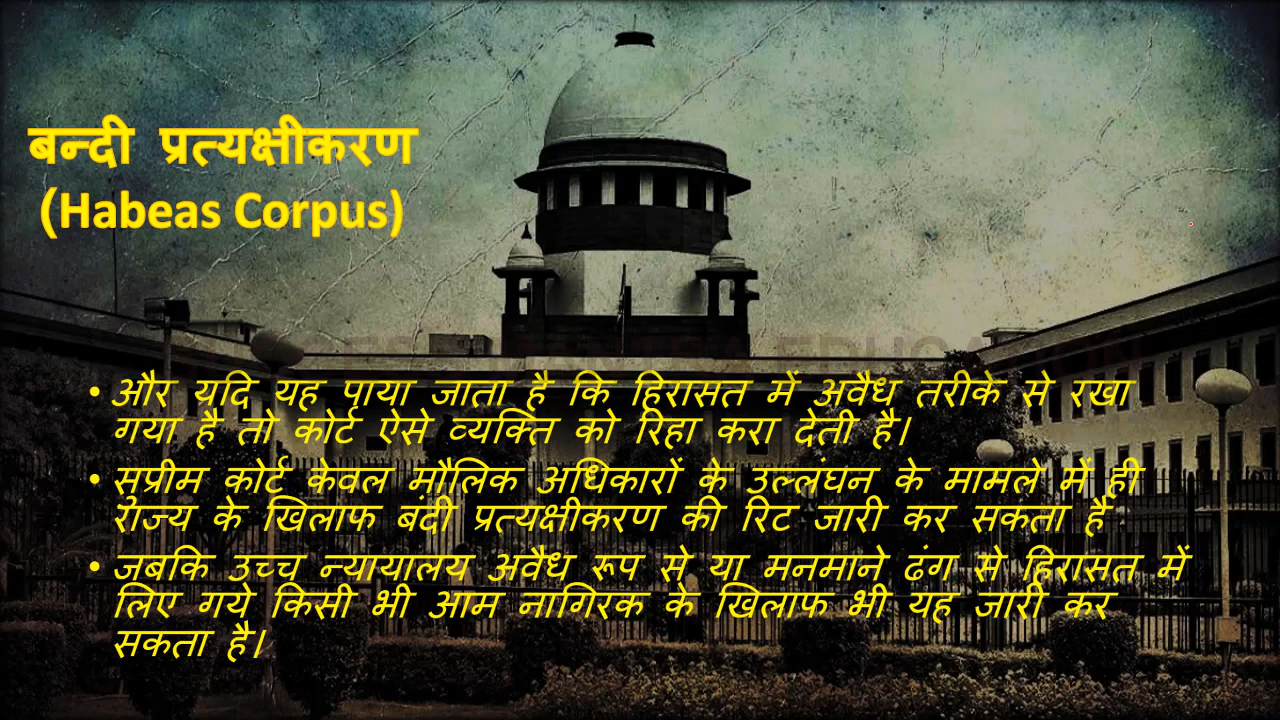 बन्दी प्रत्यक्षीकरण
(Habeas Corpus)
• और यदि यह पाया जाता है कि हिरासत में अवैध तरीके से रखा
गया है तो कोर्ट ऐसे व्यक्ति को रिहा करा देती है।
• सुप्रीम कोर्ट केवल मौलिक अधिकारों के उल्लंघन के मामले में ही
राज्य के खिलाफ बंदी प्रत्यक्षीकरण की रिट जारी कर सकता है
• जबकि उच्च न्यायालय अवैध रूप से या मनमाने ढंग से हिरासत में
लिए गये किसी भी आम नागिरक के खिलाफ भी यह जारी कर
सकता है।